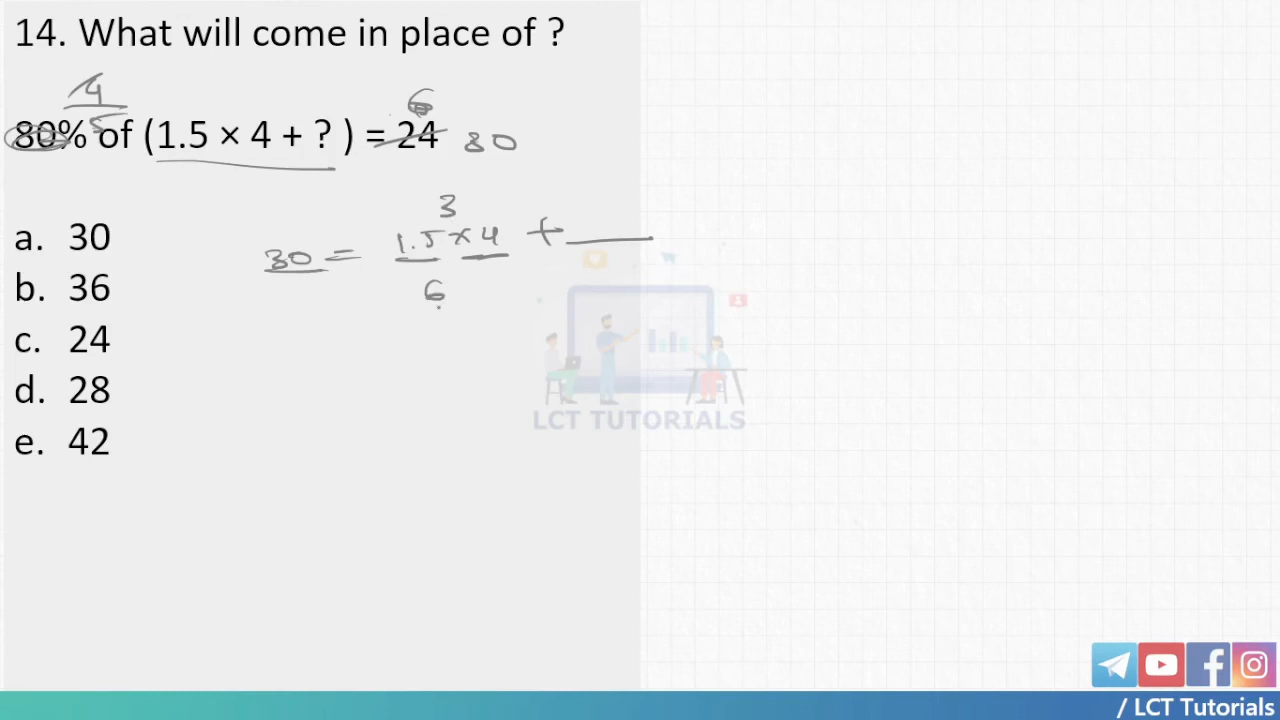 14. What will come in place of ?
4
6
80% of (1.5 × 4 + ? ) = 24 80
5
3
a. 30
30 = 1.5 × 4 + ____
b. 36
6
c. 24
d. 28
e. 42
LCT TUTORIALS
/ LCT Tutorials